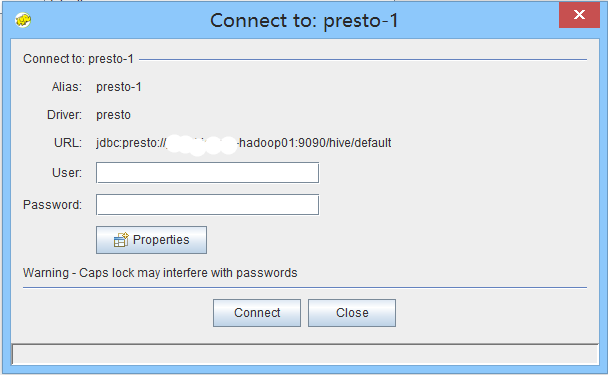 Connect to: presto-1
Connect to: presto-1
Alias: presto-1
Driver: presto
URL: jdbc:presto:// -hadoop01:9090/hive/default
User:
Password:
Properties
Warning - Caps lock may interfere with passwords
Connect Close